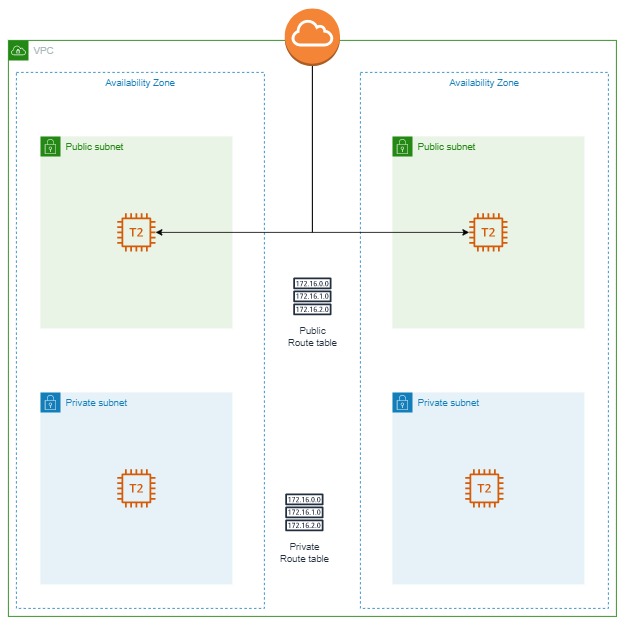 VPC
Availability Zone
Availability Zone
Public subnet
Public subnet
T2
T2
172.16.0.0
172.16.1.0
172.16.2.0
Public
Route table
Private subnet
Private subnet
T2
T2
172.16.0.0
172.16.1.0
172.16.2.0
Private
Route table